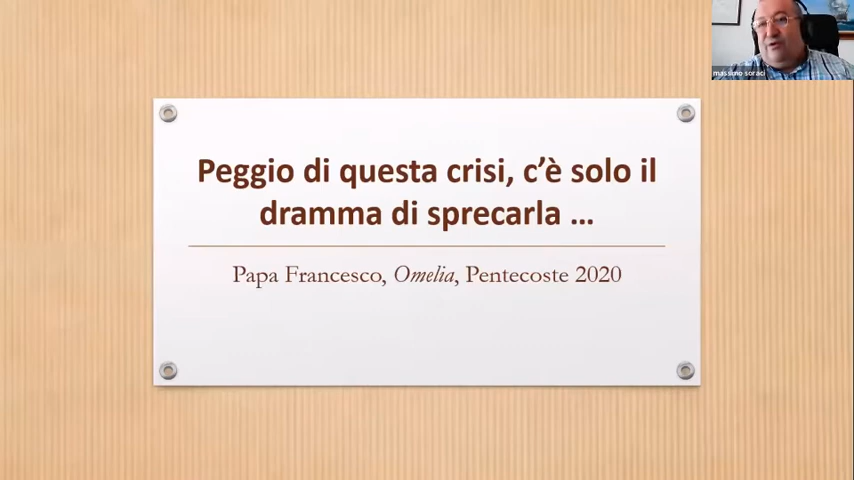 massimo soraci
Peggio di questa crisi, c'è solo il
dramma di sprecarla ...
Papa Francesco, Omelia, Pentecoste 2020